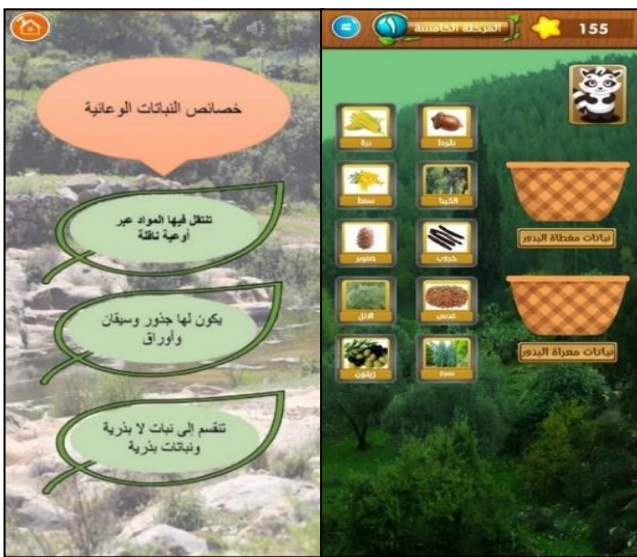 خصائص النباتات الوعائية
تنتقل فيها المواد عبر
أوعية ناقلة
يكون لها جذور وسيقان
وأوراق
تنقسم إلى نبات لا بذرية
ونباتات بذرية
المرحلة الخامسة
155
ذرة
بلوط
سنط
الكينا
صنوبر
خروب
الاثل
عدس
زيتون
سرو
نباتات مغطاة البذور
نباتات معراة البذور